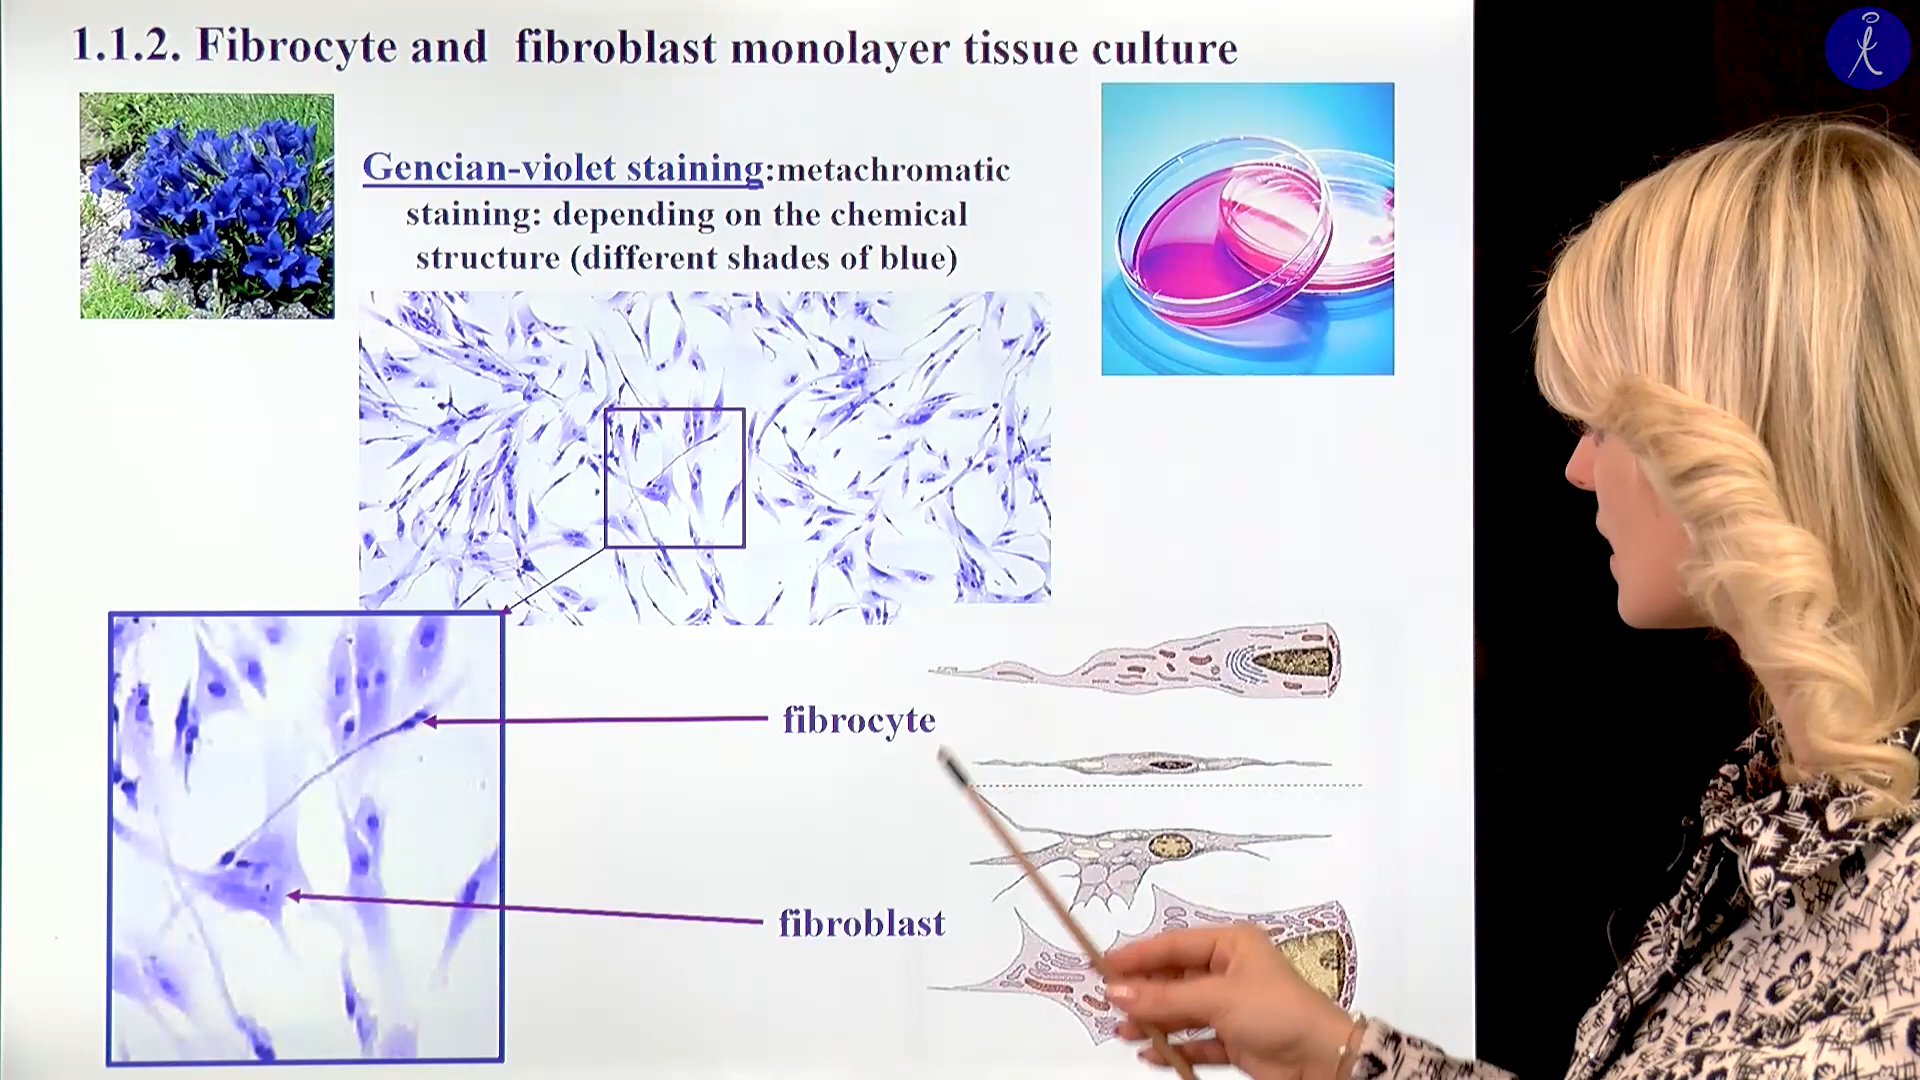 1.1.2. Fibrocyte and fibroblast monolayer tissue culture
Gencian-violet staining:metachromatic
staining: depending on the chemical
structure (different shades of blue)
fibrocyte
fibroblast